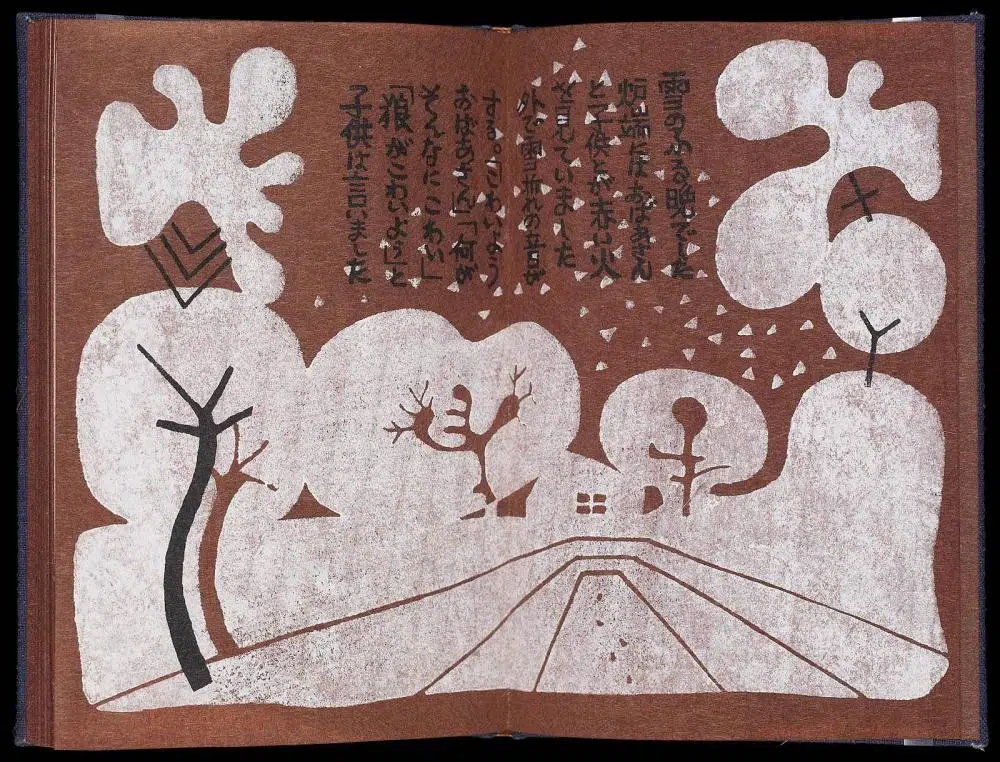 雪のふる晩でした
炉端にはおばあさん
と子供とが赤い火
を見ていました
外で雪折れの音が
する。「こわいよう
おばあさん」「何が
そんなにこわい」
「狼がこわいよう」と
子供は言いました